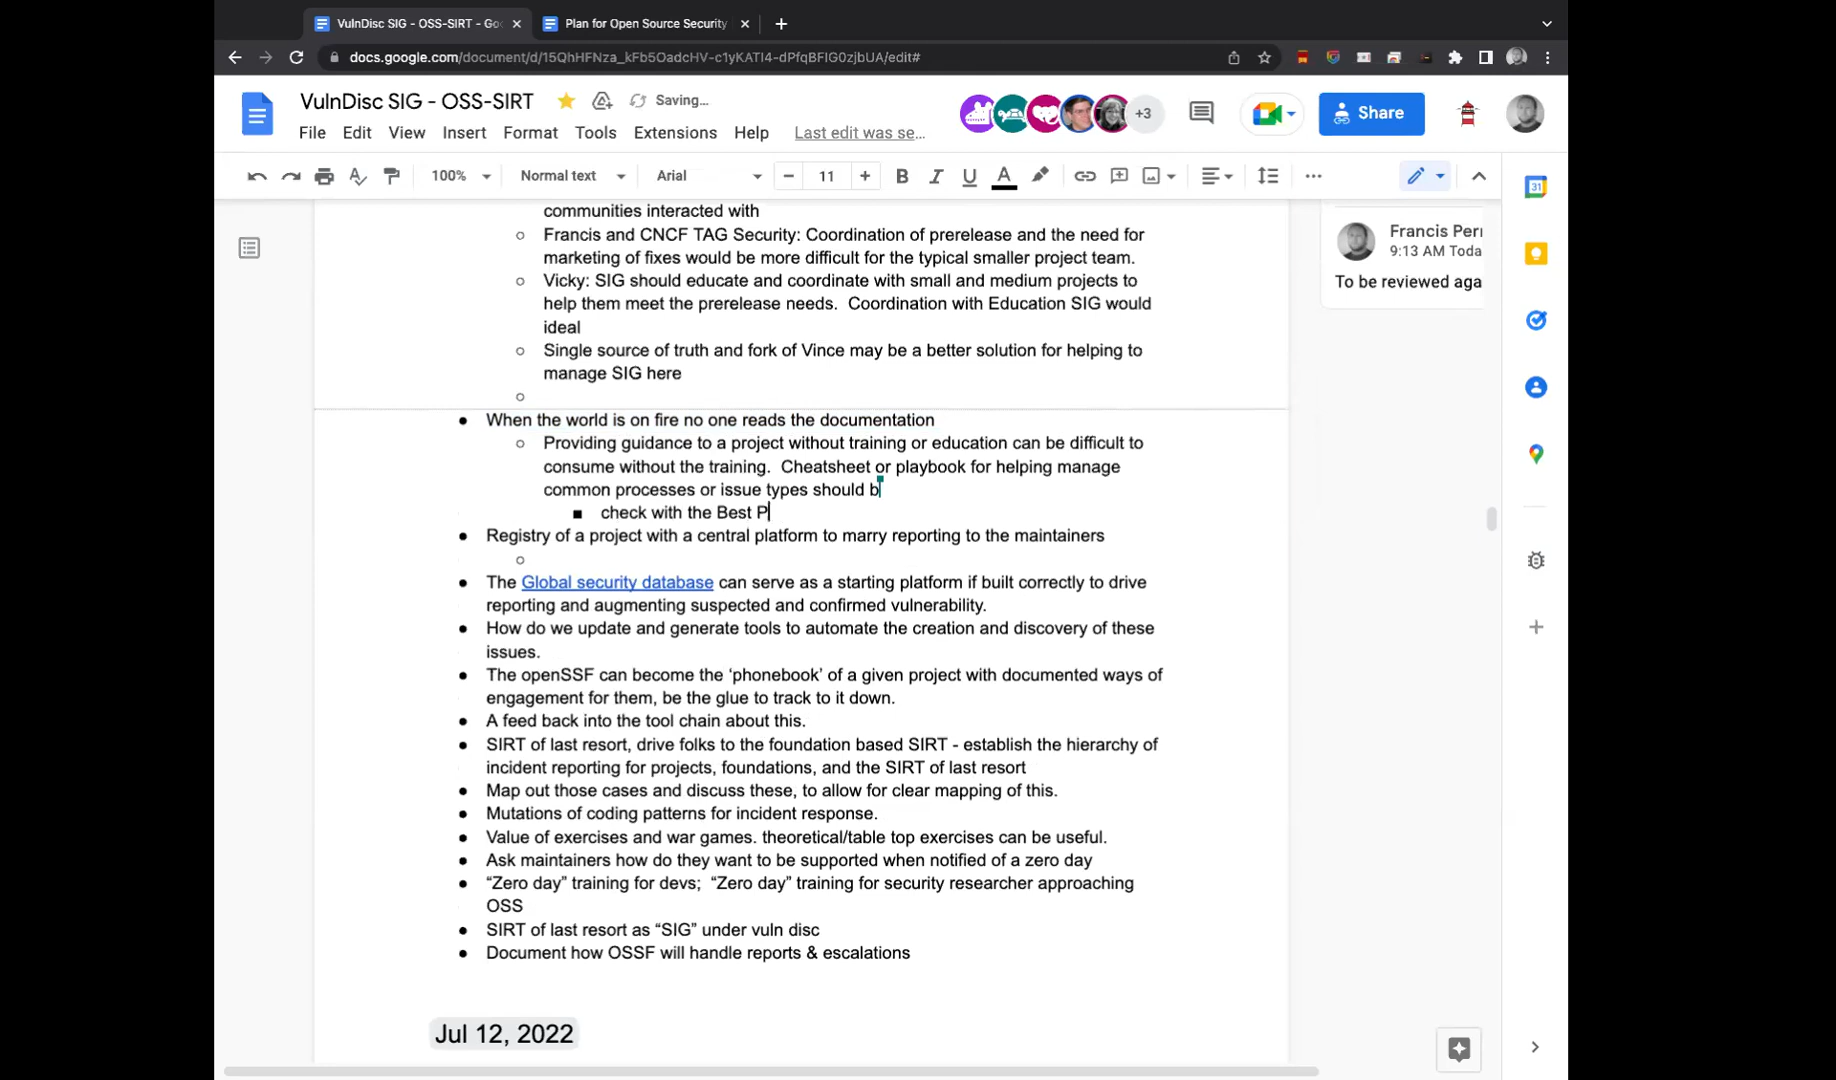 VulnDisc SIG - OSS-SIRT - Goo
Plan for Open Source Security
docs.google.com/document/d/15QhHFNza_kFb5OadcHV-c1yKATI4-dPfqBFIG0zjbUA/edit#
VulnDisc SIG - OSS-SIRT
Saving...
+3
Share
File Edit View Insert Format Tools Extensions Help Last edit was se...
100% Normal text Arial 11
communities interacted with
Francis and CNCF TAG Security: Coordination of prerelease and the need for
marketing of fixes would be more difficult for the typical smaller project team.
Vicky: SIG should educate and coordinate with small and medium projects to
help them meet the prerelease needs.  Coordination with Education SIG would
ideal
Single source of truth and fork of Vince may be a better solution for helping to
manage SIG here
When the world is on fire no one reads the documentation
Providing guidance to a project without training or education can be difficult to
consume without the training.  Cheatsheet or playbook for helping manage
common processes or issue types should b
check with the Best P
Registry of a project with a central platform to marry reporting to the maintainers
The Global security database can serve as a starting platform if built correctly to drive
reporting and augmenting suspected and confirmed vulnerability.
How do we update and generate tools to automate the creation and discovery of these
issues.
The openSSF can become the ‘phonebook’ of a given project with documented ways of
engagement for them, be the glue to track to it down.
A feed back into the tool chain about this.
SIRT of last resort, drive folks to the foundation based SIRT - establish the hierarchy of
incident reporting for projects, foundations, and the SIRT of last resort
Map out those cases and discuss these, to allow for clear mapping of this.
Mutations of coding patterns for incident response.
Value of exercises and war games. theoretical/table top exercises can be useful.
Ask maintainers how do they want to be supported when notified of a zero day
“Zero day” training for devs;  “Zero day” training for security researcher approaching
OSS
SIRT of last resort as “SIG” under vuln disc
Document how OSSF will handle reports & escalations
Jul 12, 2022
Francis Perr
9:13 AM Toda
To be reviewed aga
31